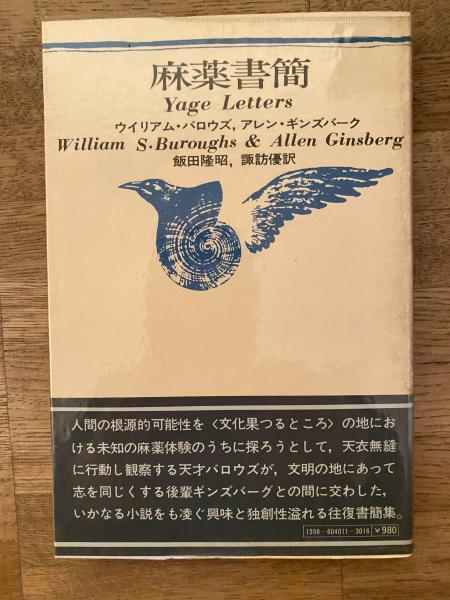 麻薬書簡
Yage Letters
ウイリアム・バロウズ, アレン・ギンズバーク
William S.Buroughs & Allen Ginsberg
飯田隆昭, 諏訪優訳
人間の根源的可能性を〈文化果つるところ〉の地にお
ける未知の麻薬体験のうちに探ろうとして，天衣無縫
に行動し観察する天才バロウズが，文明の地にあって
志を同じくする後輩ギンズバーグとの間に交わした，
いかなる小説をも凌ぐ興味と独創性溢れる往復書簡集。
1398-604011-3016 ￥980